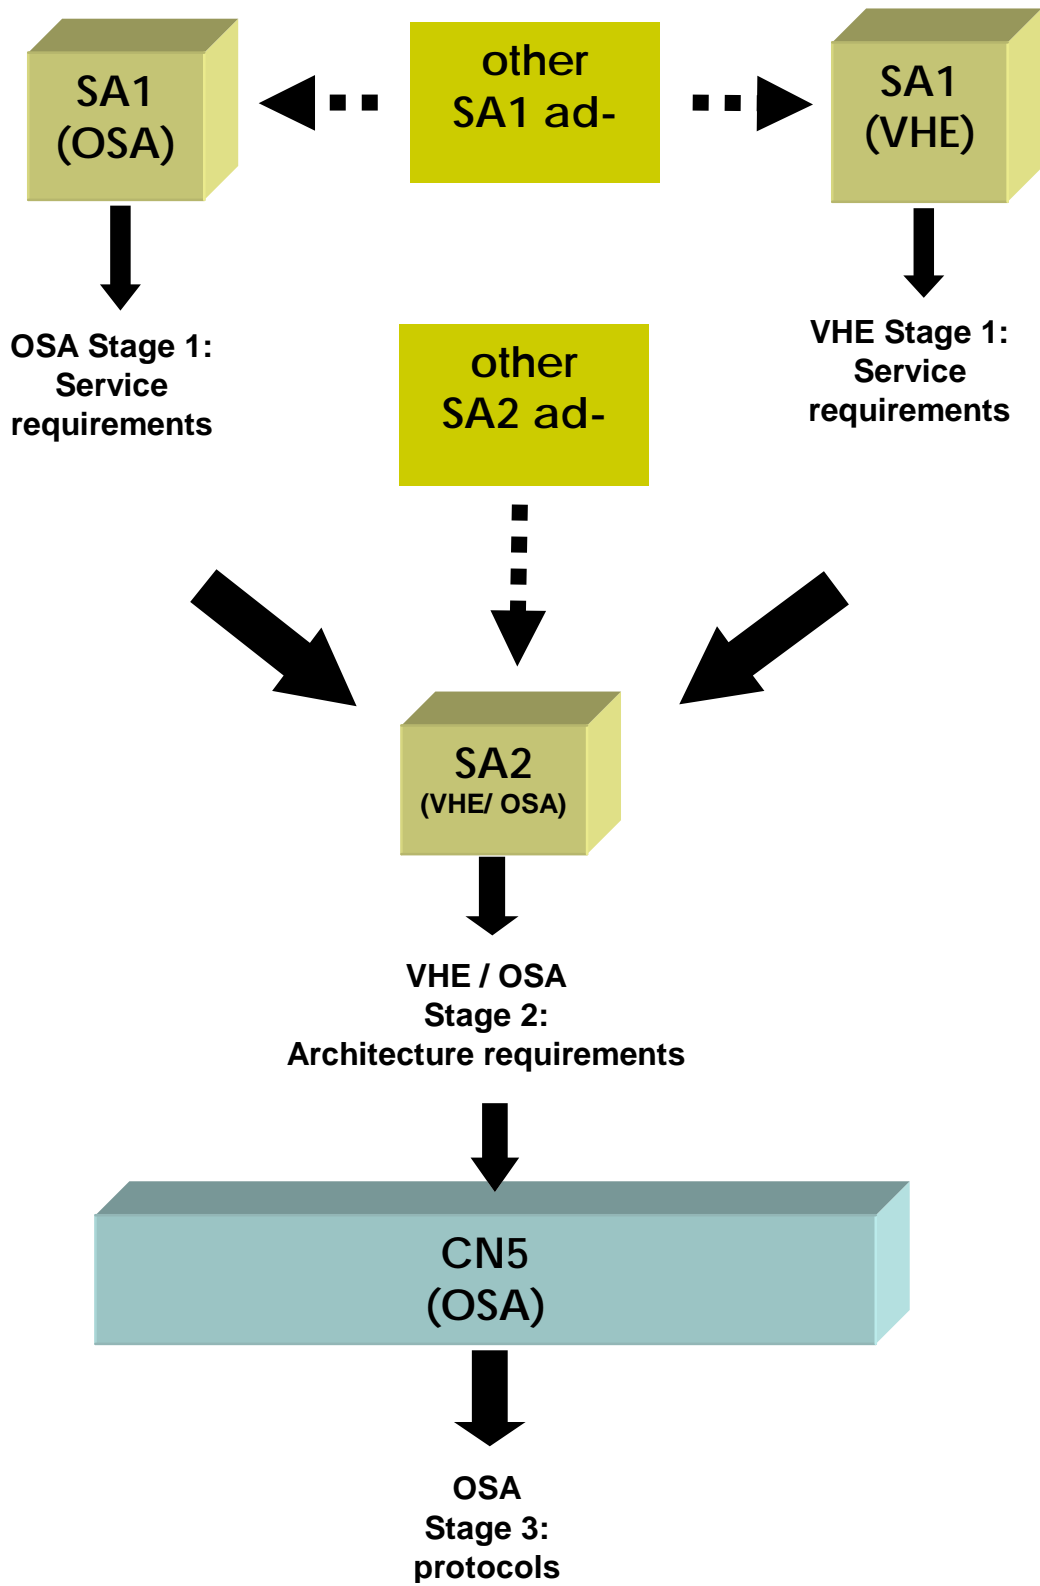 SA1
(OSA)
other
SA1 ad-
SA1
(VHE)
OSA Stage 1:
Service
requirements
other
SA2 ad-
VHE Stage 1:
Service
requirements
SA2
(VHE/ OSA)
VHE / OSA
Stage 2:
Architecture requirements
CN5
(OSA)
OSA
Stage 3:
protocols